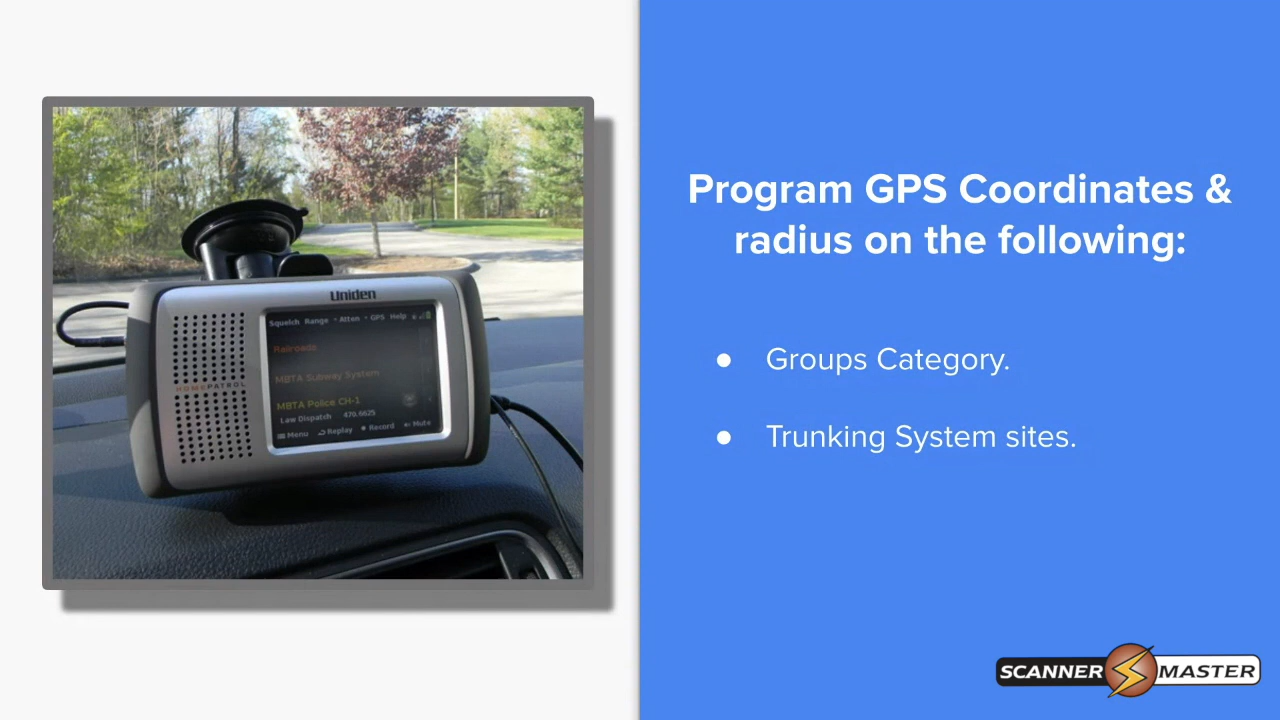 Program GPS Coordinates &
radius on the following:
● Groups Category.
● Trunking System sites.
Uniden
Squelch Range - Atten - GPS Help
Railroads
MBTA Subway System
MBTA Police CH-1
Law Dispatch 470.6625
Menu Replay Record Mute
HOMEPATROL
SCANNER MASTER